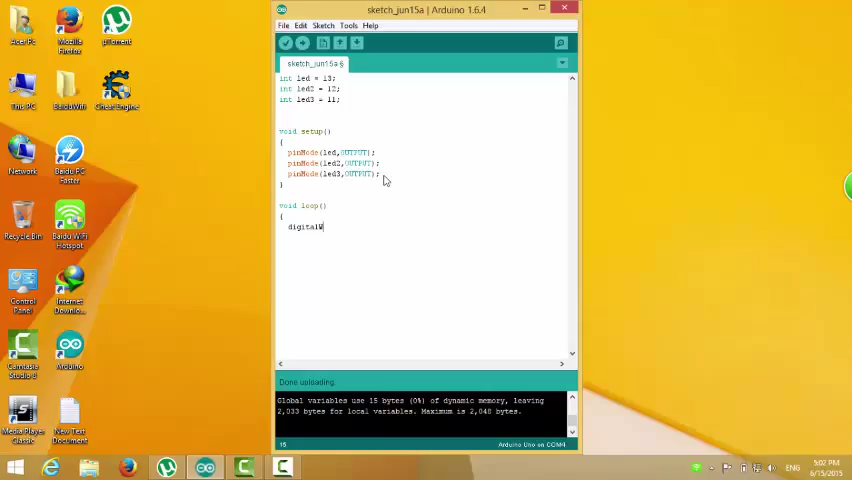 sketch_jun15a | Arduino 1.6.4
File Edit Sketch Tools Help
sketch_jun15a §
int led = 13;
int led2 = 12;
int led3 = 11;
void setup()
{
pinMode(led,OUTPUT);
pinMode(led2,OUTPUT);
pinMode(led3,OUTPUT);
}
void loop()
{
digitalW
Done uploading.
Global variables use 15 bytes (0%) of dynamic memory, leaving
2,033 bytes for local variables. Maximum is 2,048 bytes.
15
Arduino Uno on COM4
Acer Pc
Mozilla
Firefox
µTorrent
This PC
BaiduWifi
Cheat Engine
Network
Baidu PC
Faster
Recycle Bin
Baidu WiFi
Hotspot
Control
Panel
Internet
Downlo...
Camtasia
Studio 8
Arduino
Media Player
Classic
New Text
Document
ENG
5:02 PM
6/15/2015